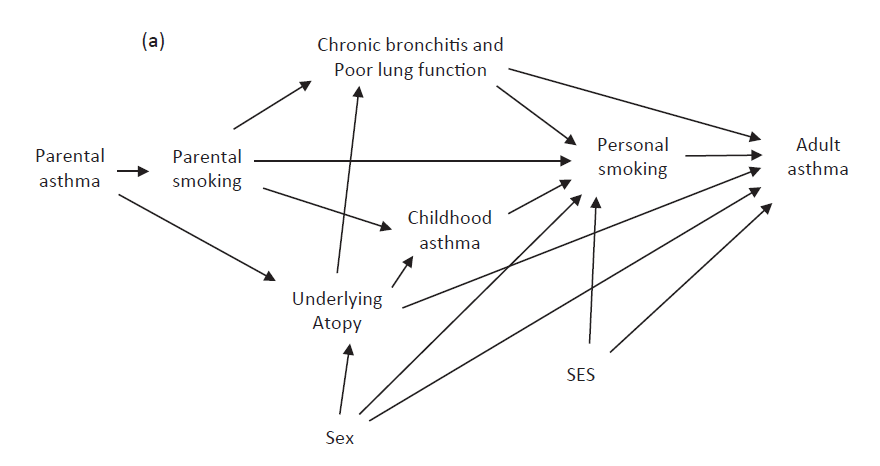 (a)
Chronic bronchitis and
Poor lung function
Parental
asthma
Parental
smoking
Personal
smoking
Adult
asthma
Childhood
asthma
Underlying
Atopy
SES
Sex